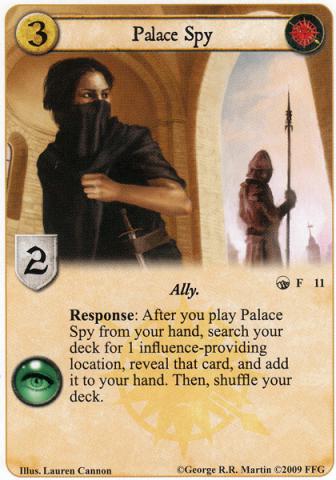 3
Palace Spy
2
Ally.
F 11
Response: After you play Palace
Spy from your hand, search your
deck for 1 influence-providing
location, reveal that card, and add
it to your hand. Then, shuffle your
deck.
Illus. Lauren Cannon
©George R.R. Martin ©2009 FFG